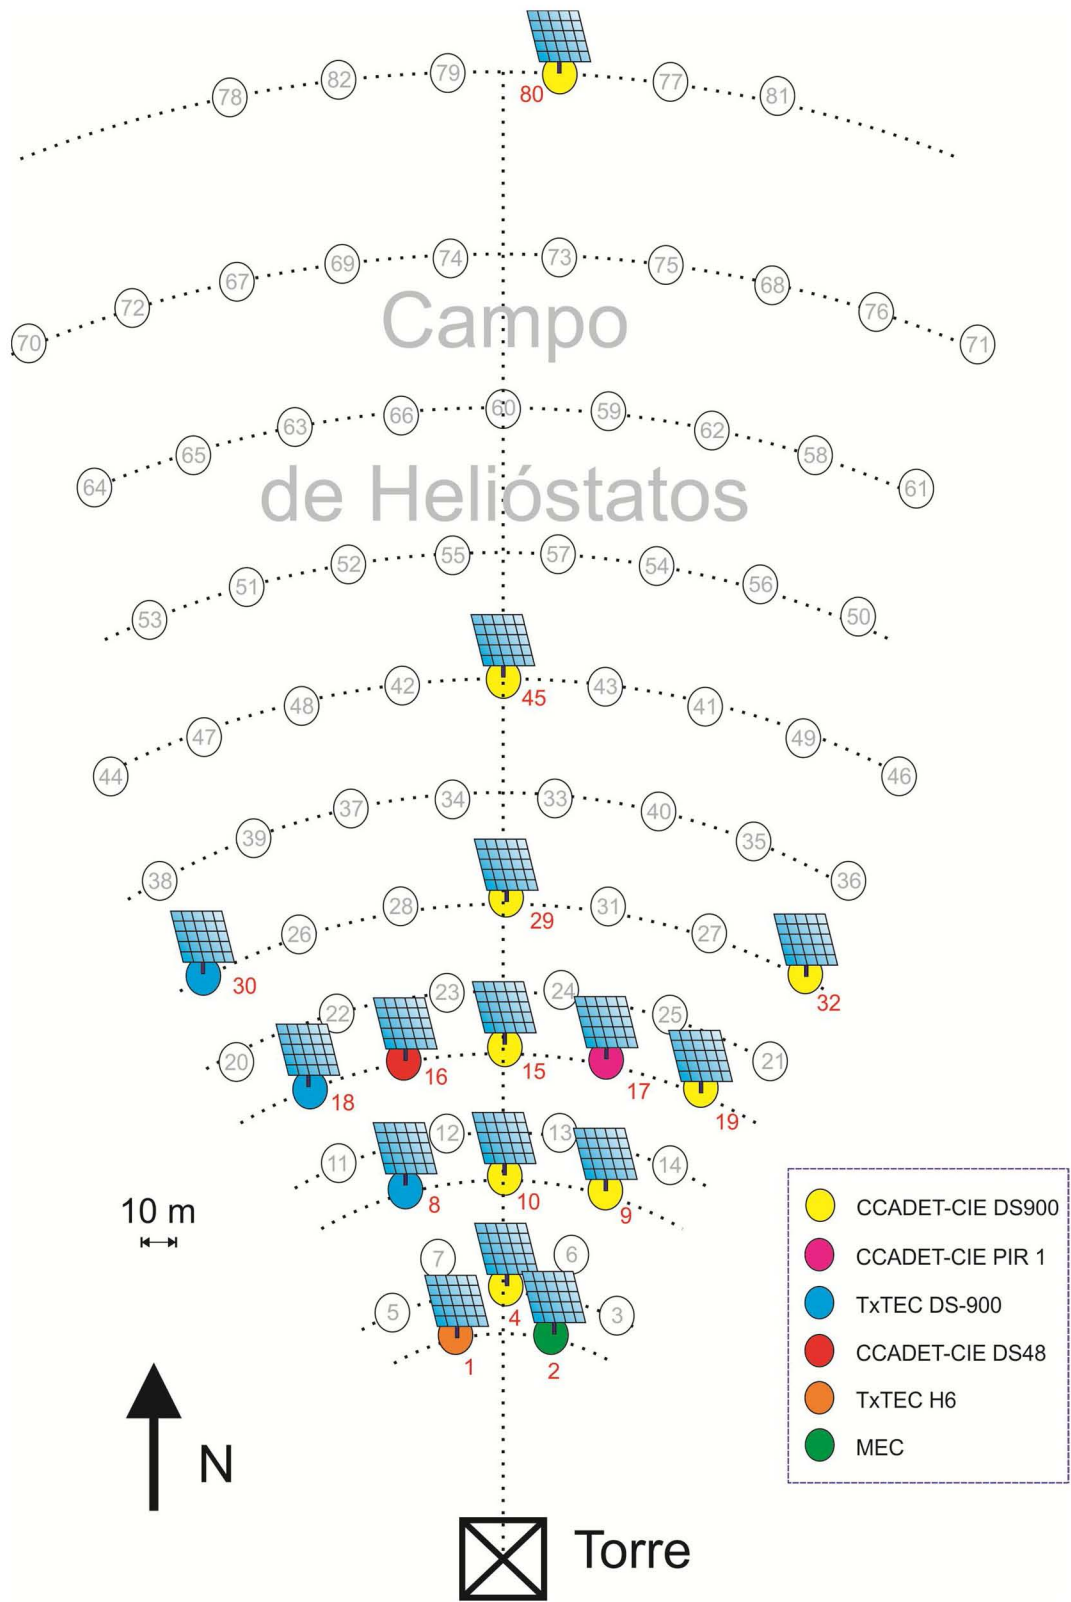 78 82 79 80 77 81
70 72 67 69 74 73 75 68 76 71
Campo
64 65 63 66 60 59 62 58 61
de Helióstatos
53 51 52 55 57 54 56 50
44 47 48 42 45 43 41 49 46
38 39 37 34 33 40 35 36
30 26 28 29 31 27 32
20 22 23 24 25 21
18 16 15 17 19
11 12 13 14
8 10 9
10 m
5 7 6 3
4
1 2
CCADET-CIE DS900
CCADET-CIE PIR 1
TxTEC DS-900
CCADET-CIE DS48
TxTEC H6
MEC
N
Torre